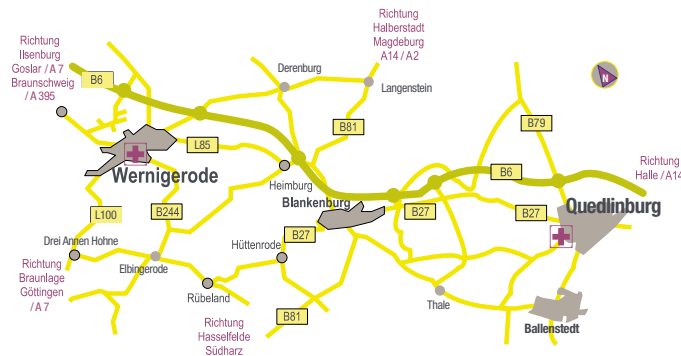 Richtung
Ilsenburg
Goslar / A 7
Braunschweig
/ A 395
Richtung
Halberstadt
Magdeburg
A14 / A2
B6
Derenburg
Langenstein
N
B79
B81
L85
Wernigerode
Heimburg
Blankenburg
B6
Richtung
Halle / A14
L100
B244
B27
B27
Quedlinburg
Drei Annen Hohne
Elbingerode
Hüttenrode
B27
Richtung
Braunlage
Göttingen
/ A 7
Rübeland
Thale
Richtung
Hasselfelde
Südharz
B81
Ballenstedt